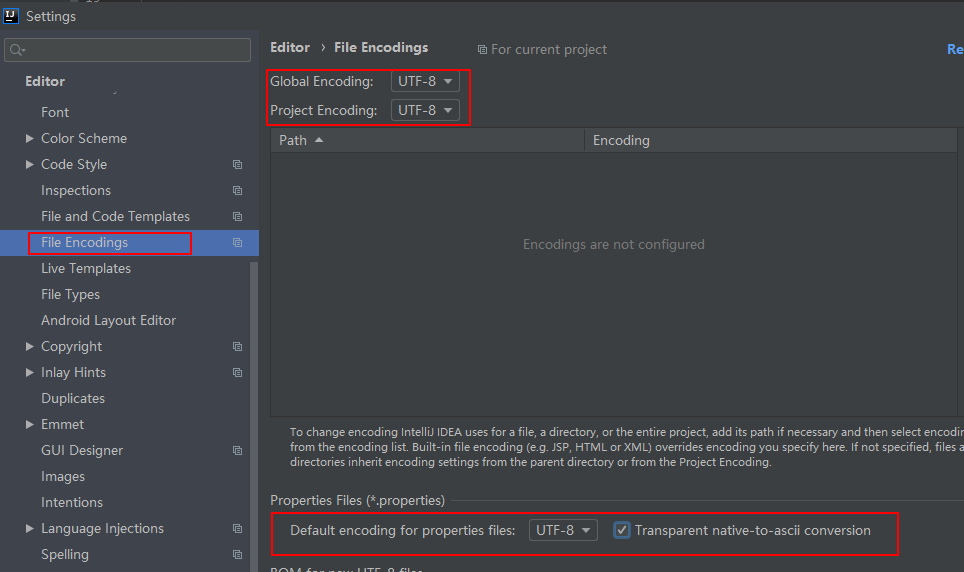 Settings
Editor
Font
Color Scheme
Code Style
Inspections
File and Code Templates
File Encodings
Live Templates
File Types
Android Layout Editor
Copyright
Inlay Hints
Duplicates
Emmet
GUI Designer
Images
Intentions
Language Injections
Spelling
Editor › File Encodings
For current project
Re
Global Encoding: UTF-8
Project Encoding: UTF-8
Path Encoding
Encodings are not configured
To change encoding IntelliJ IDEA uses for a file, a directory, or the entire project, add its path if necessary and then select encodin
from the encoding list. Built-in file encoding (e.g. JSP, HTML or XML) overrides encoding you specify here. If not specified, files a
directories inherit encoding settings from the parent directory or from the Project Encoding.
Properties Files (*.properties)
Default encoding for properties files: UTF-8 Transparent native-to-ascii conversion
BOM for new UTF-8 files